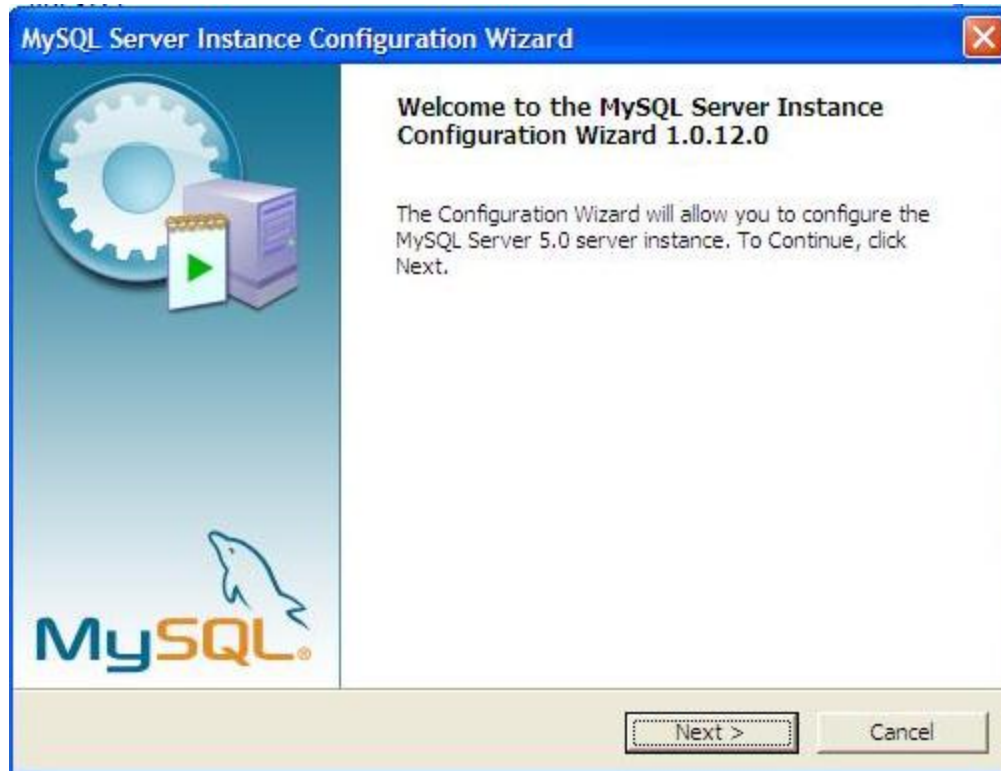 MySQL Server Instance Configuration Wizard
Welcome to the MySQL Server Instance
Configuration Wizard 1.0.12.0
The Configuration Wizard will allow you to configure the
MySQL Server 5.0 server instance. To Continue, click
Next.
MySQL®
Next >
Cancel